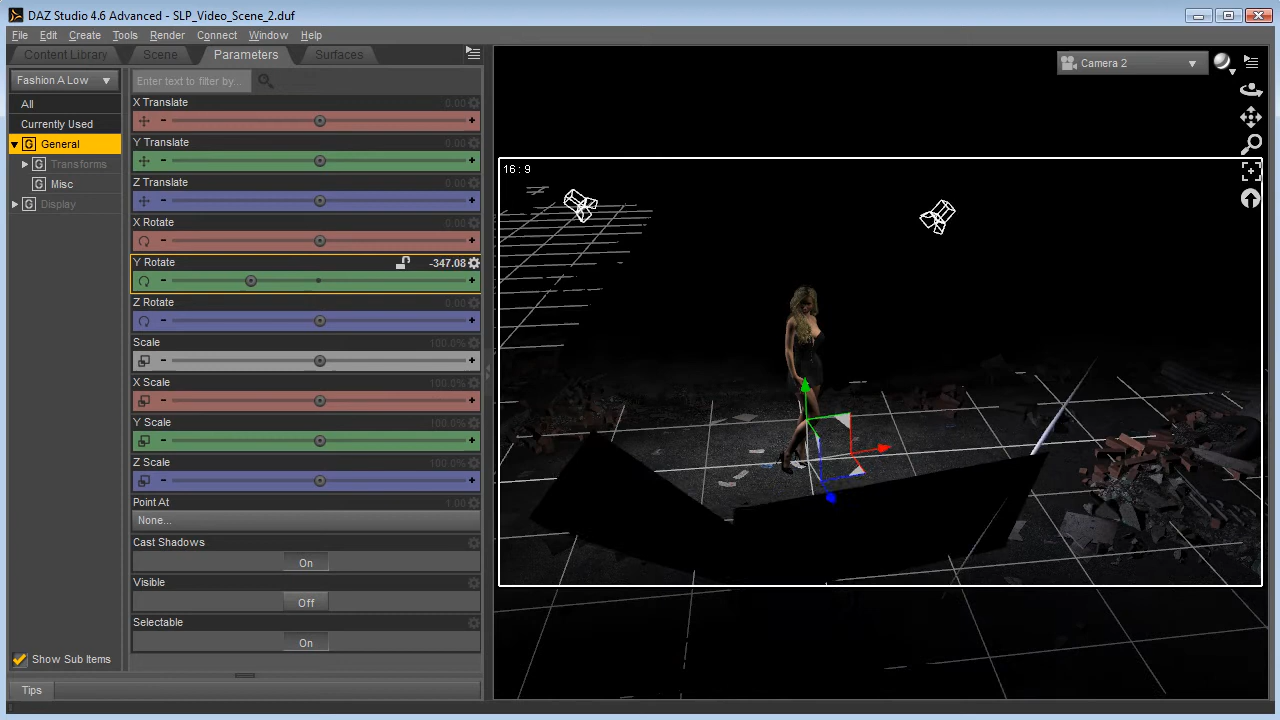 DAZ Studio 4.6 Advanced - SLP_Video_Scene_2.duf
File Edit Create Tools Render Connect Window Help
Content Library Scene Parameters Surfaces
Fashion A Low
Enter text to filter by...
All
Currently Used
General
Transforms
Misc
Display
X Translate 0.00
Y Translate 0.00
Z Translate 0.00
X Rotate 0.00
Y Rotate -347.08
Z Rotate 0.00
Scale 100.0%
X Scale 100.0%
Y Scale 100.0%
Z Scale 100.0%
Point At 1.00
None...
Cast Shadows
On
Visible
Off
Selectable
On
Show Sub Items
Tips
Camera 2
16:9